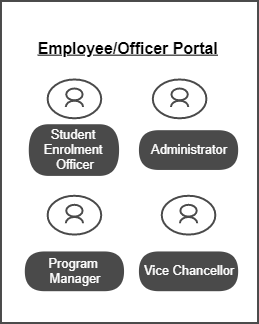 Employee/Officer Portal
Student
Enrolment
Officer
Administrator
Program
Manager
Vice Chancellor